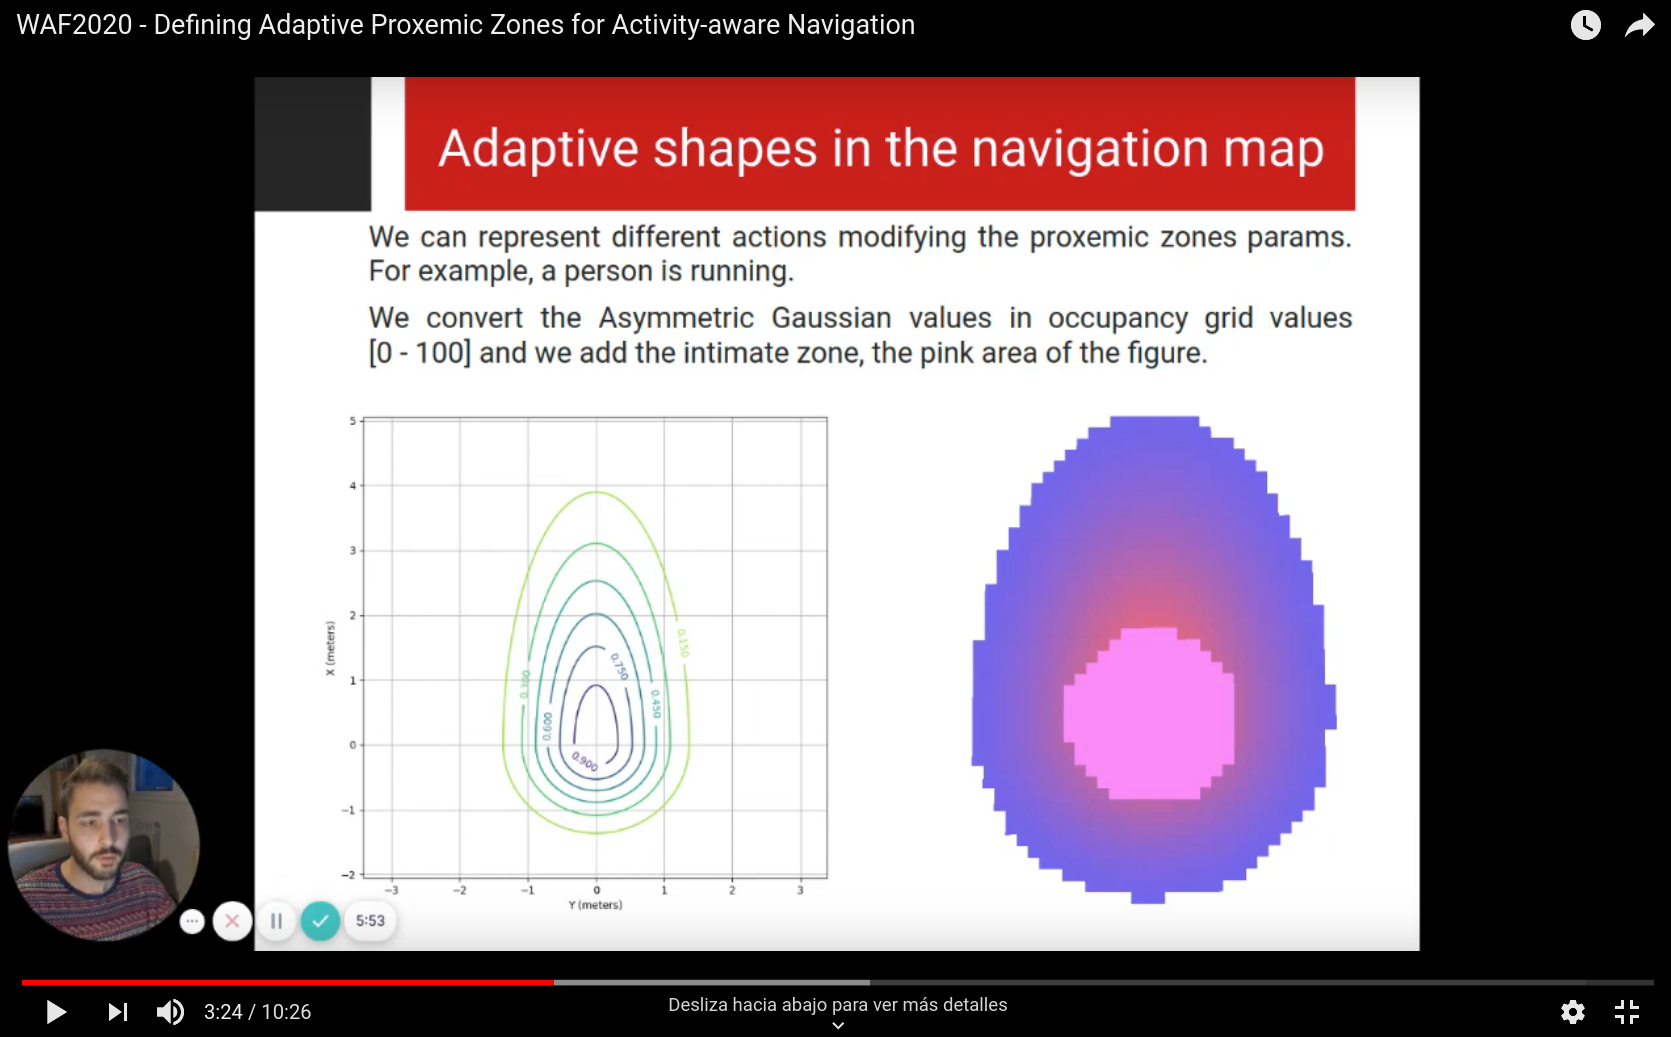 WAF2020 - Defining Adaptive Proxemic Zones for Activity-aware Navigation
Adaptive shapes in the navigation map
We can represent different actions modifying the proxemic zones params.
For example, a person is running.
We convert the Asymmetric Gaussian values in occupancy grid values
[0 - 100] and we add the intimate zone, the pink area of the figure.
5
4
3
2
1
0
−1
−2
X (meters)
0.150
0.750
0.300
0.450
0.600
0.900
−3
−2
−1
0
1
2
3
Y (meters)
5:53
3:24 / 10:26
Desliza hacia abajo para ver más detalles